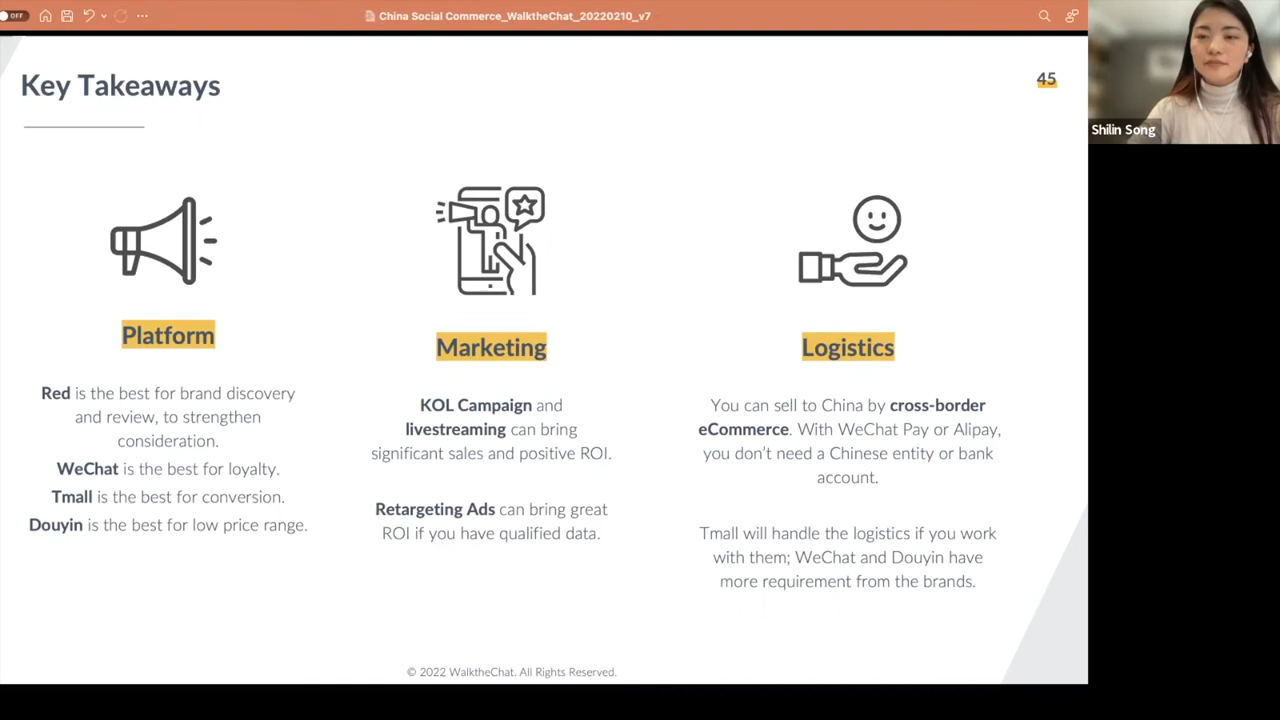 OFF
China Social Commerce_WalktheChat_20220210_v7
Key Takeaways
45
Shilin Song
Platform
Red is the best for brand discovery
and review, to strengthen
consideration.
WeChat is the best for loyalty.
Tmall is the best for conversion.
Douyin is the best for low price range.
Marketing
KOL Campaign and
livestreaming can bring
significant sales and positive ROI.
Retargeting Ads can bring great
ROI if you have qualified data.
Logistics
You can sell to China by cross-border
eCommerce. With WeChat Pay or Alipay,
you don’t need a Chinese entity or bank
account.
Tmall will handle the logistics if you work
with them; WeChat and Douyin have
more requirement from the brands.
© 2022 WalktheChat. All Rights Reserved.